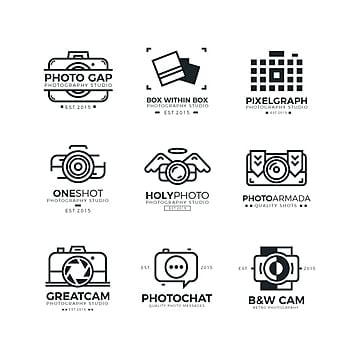 PHOTO GAP
PHOTOGRAPHY STUDIO
EST 2015
BOX WITHIN BOX
PHOTOGRAPHY STUDIO
EST 2015
PIXELGRAPH
PHOTOGRAPHY STUDIO
EST 2015
ONESHOT
PHOTOGRAPHY STUDIO
EST 2015
HOLYPHOTO
PHOTOGRAPHY STUDIO
EST 2015
PHOTOARMADA
QUALITY SHOTS
GREATCAM
PHOTOGRAPHY STUDIO
EST 2015
EST 2015
PHOTOCHAT
QUALITY PHOTO MESSAGES
EST 2015
B&W CAM
RETRO PHOTOGRAPHY